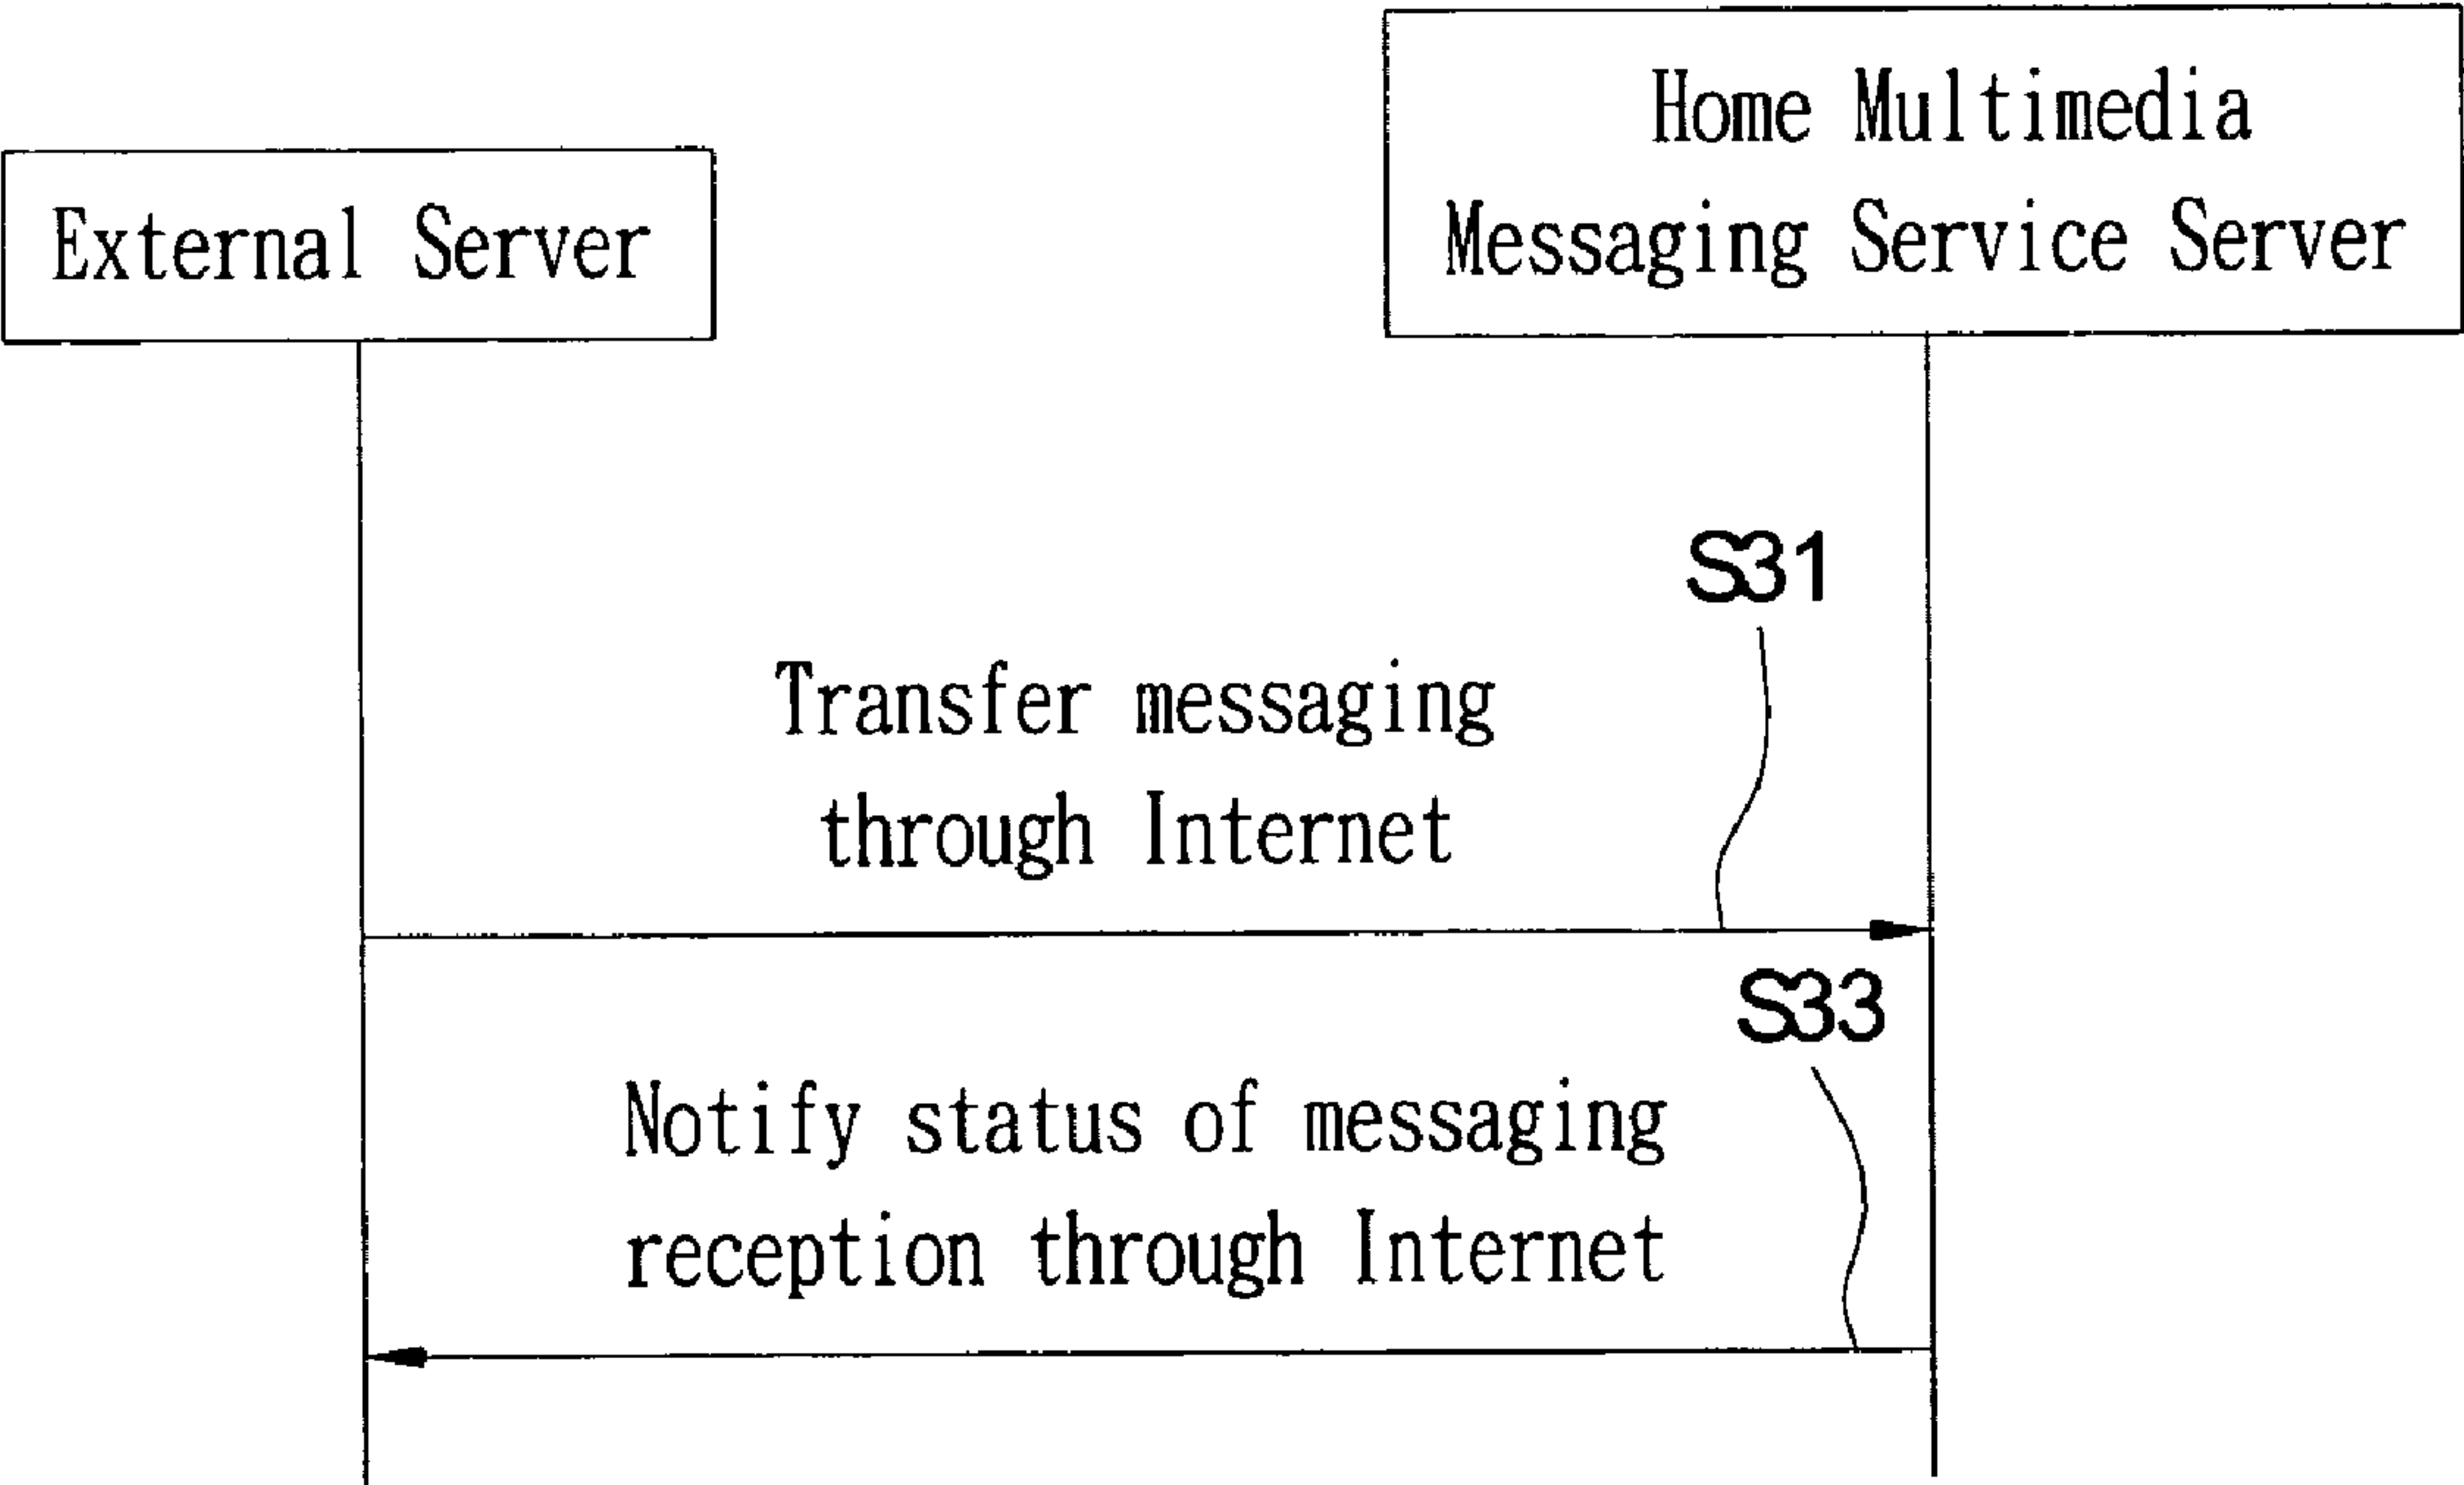 External Server
Home Multimedia
Messaging Service Server
S31
Transfer messaging
through Internet
S33
Notify status of messaging
reception through Internet